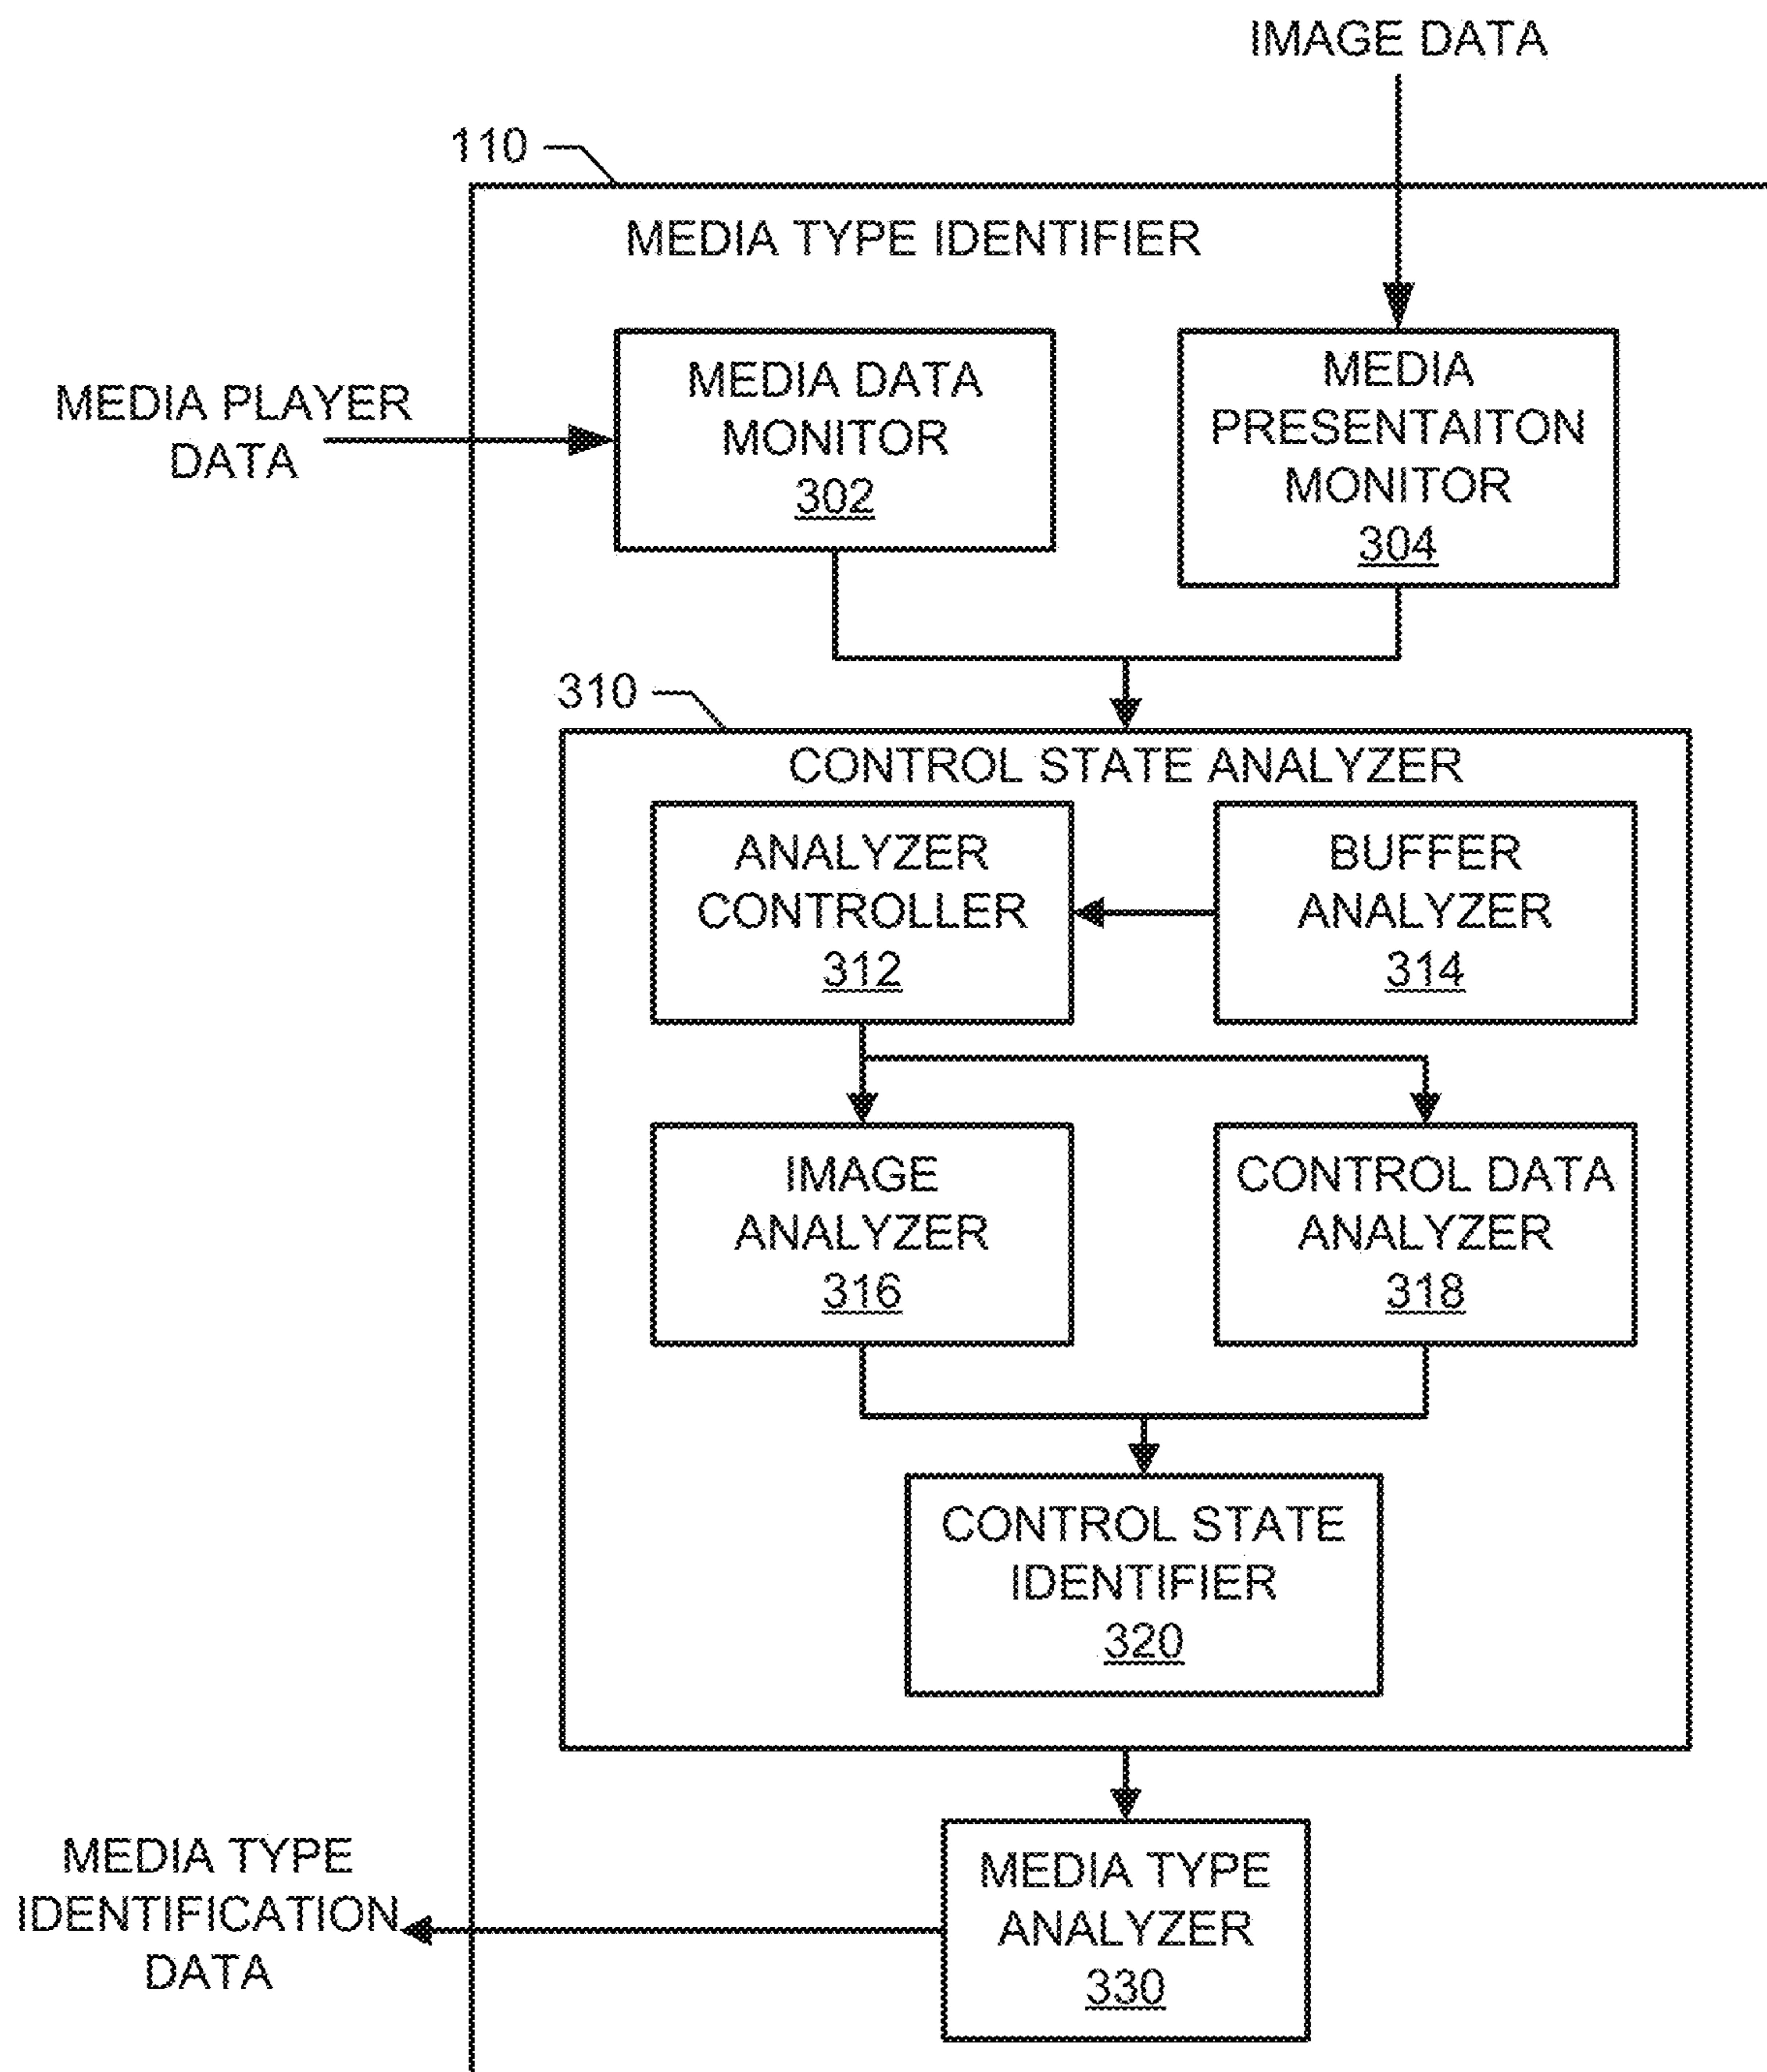 IMAGE DATA
110
MEDIA TYPE IDENTIFIER
MEDIA PLAYER
DATA
MEDIA DATA
MONITOR
302
MEDIA
PRESENTAITON
MONITOR
304
310
CONTROL STATE ANALYZER
ANALYZER
CONTROLLER
312
BUFFER
ANALYZER
314
IMAGE
ANALYZER
316
CONTROL DATA
ANALYZER
318
CONTROL STATE
IDENTIFIER
320
MEDIA TYPE
IDENTIFICATION
DATA
MEDIA TYPE
ANALYZER
330